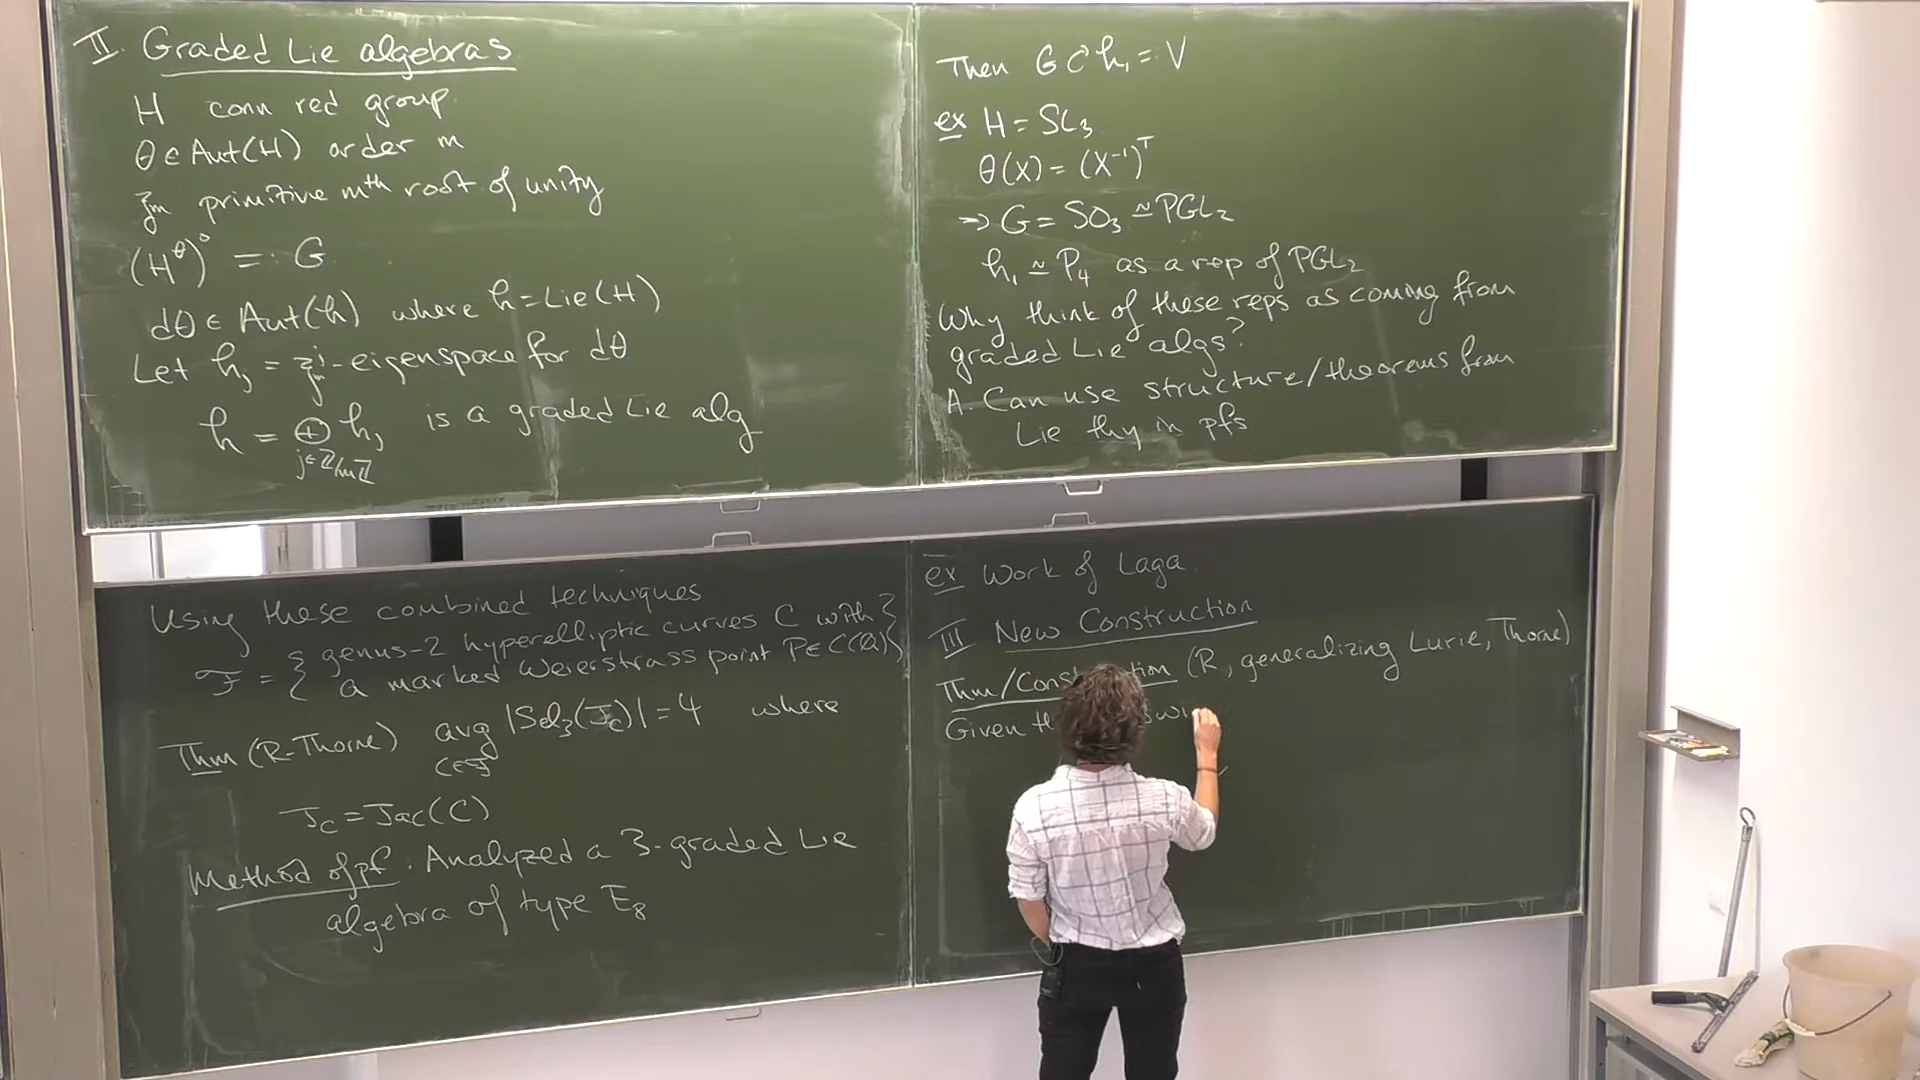 II. Graded Lie algebras
H conn red group
θ ∈ Aut(H) order m
ζₘ primitive mᵗʰ root of unity
(H^θ)° =: G
dθ ∈ Aut(h) where h = Lie(H)
Let hⱼ = ζₘʲ-eigenspace for dθ
h = ⊕ hⱼ is a graded Lie alg
j∈ℤ/mℤ
Then G ⊂ h₁ = V
ex H = SL₃
θ(X) = (X⁻¹)ᵀ
⇒ G = SO₃ ≃ PGL₂
h₁ ≃ P₄ as a rep of PGL₂
Why think of these reps as coming from
graded Lie algs?
A. Can use structure/theorems from
Lie thy in pfs
Using these combined techniques
F = { genus-2 hyperelliptic curves C with
a marked Weierstrass point P∈C(Q) }
Thm (R-Thorne) avg |Sel₃(J_C)| = 4 where
C∈F
J_C = Jac(C)
Method of pf. Analyzed a 3-graded Lie
algebra of type E₈
ex Work of Laga
III New Construction
Thm/Construction (R, generalizing Lurie, Thorne)
Given